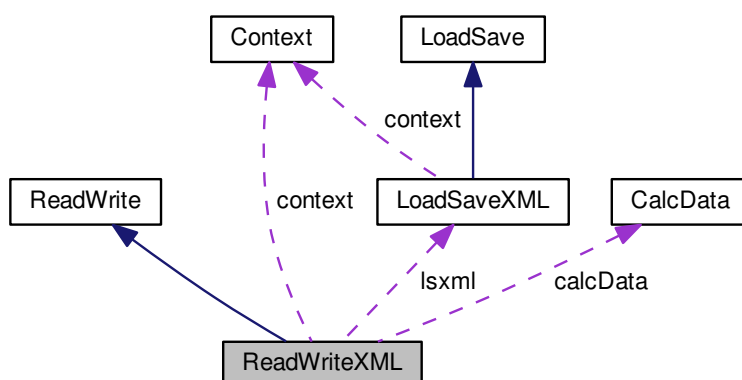 Context
LoadSave
context
ReadWrite
context
LoadSaveXML
CalcData
lsxml
calcData
ReadWriteXML